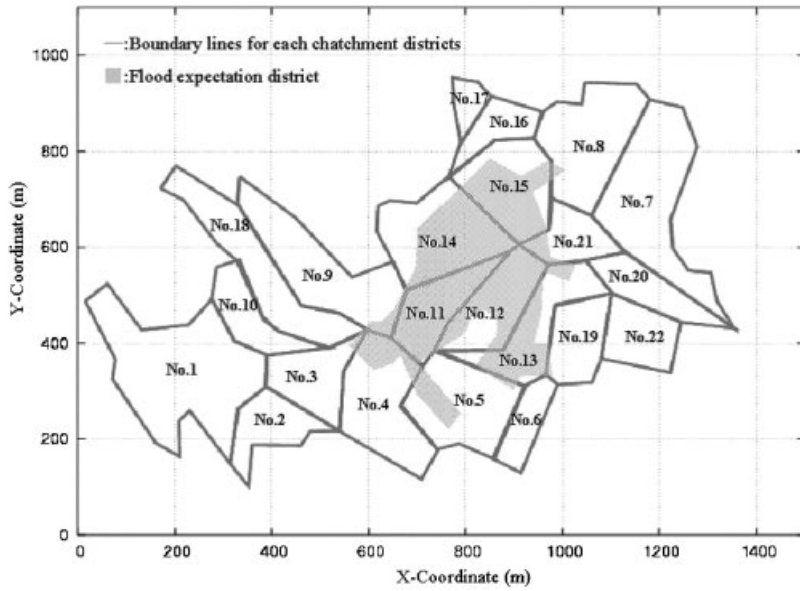 1000
—:Boundary lines for each chatchment districts
:Flood expectation district
No.17
No.16
No.8
800
No.15
No.7
No.18
No.14
No.21
600
No.9
No.20
No.10
No.11
No.12
No.19
No.22
400
No.1
No.3
No.13
No.4
No.5
No.6
No.2
200
0
0 200 400 600 800 1000 1200 1400
X-Coordinate (m)
Y-Coordinate (m)